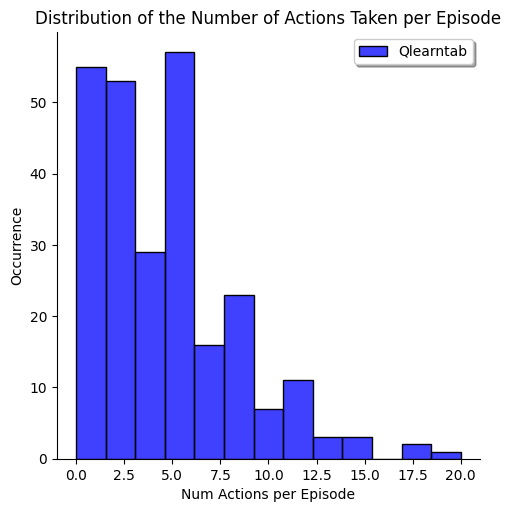 Distribution of the Number of Actions Taken per Episode
Qlearntab
50
40
30
20
10
0
Occurrence
0.0 2.5 5.0 7.5 10.0 12.5 15.0 17.5 20.0
Num Actions per Episode